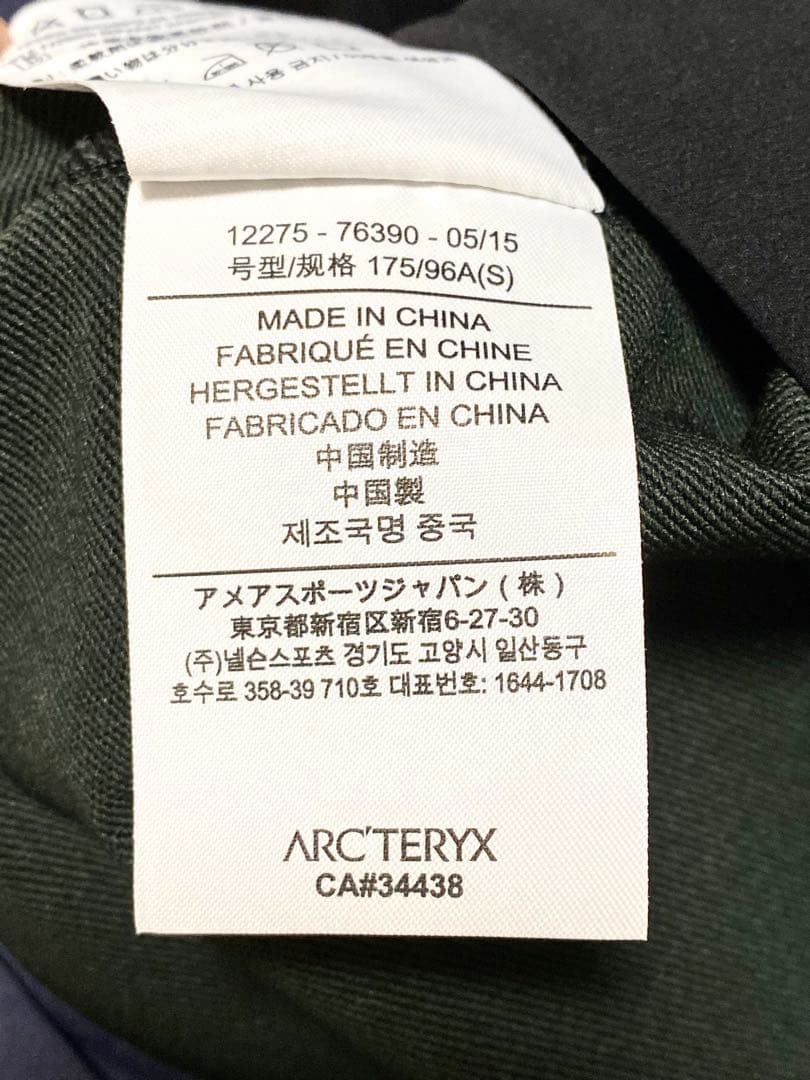 사용 금지
12275 - 76390 - 05/15
号型/规格 175/96A(S)
MADE IN CHINA
FABRIQUÉ EN CHINE
HERGESTELLT IN CHINA
FABRICADO EN CHINA
中国制造
中国製
제조국명 중국
アメアスポーツジャパン(株)
東京都新宿区新宿6-27-30
(주)넬슨스포츠 경기도 고양시 일산동구
호수로 358-39 710호 대표번호: 1644-1708
ARC'TERYX
CA#34438